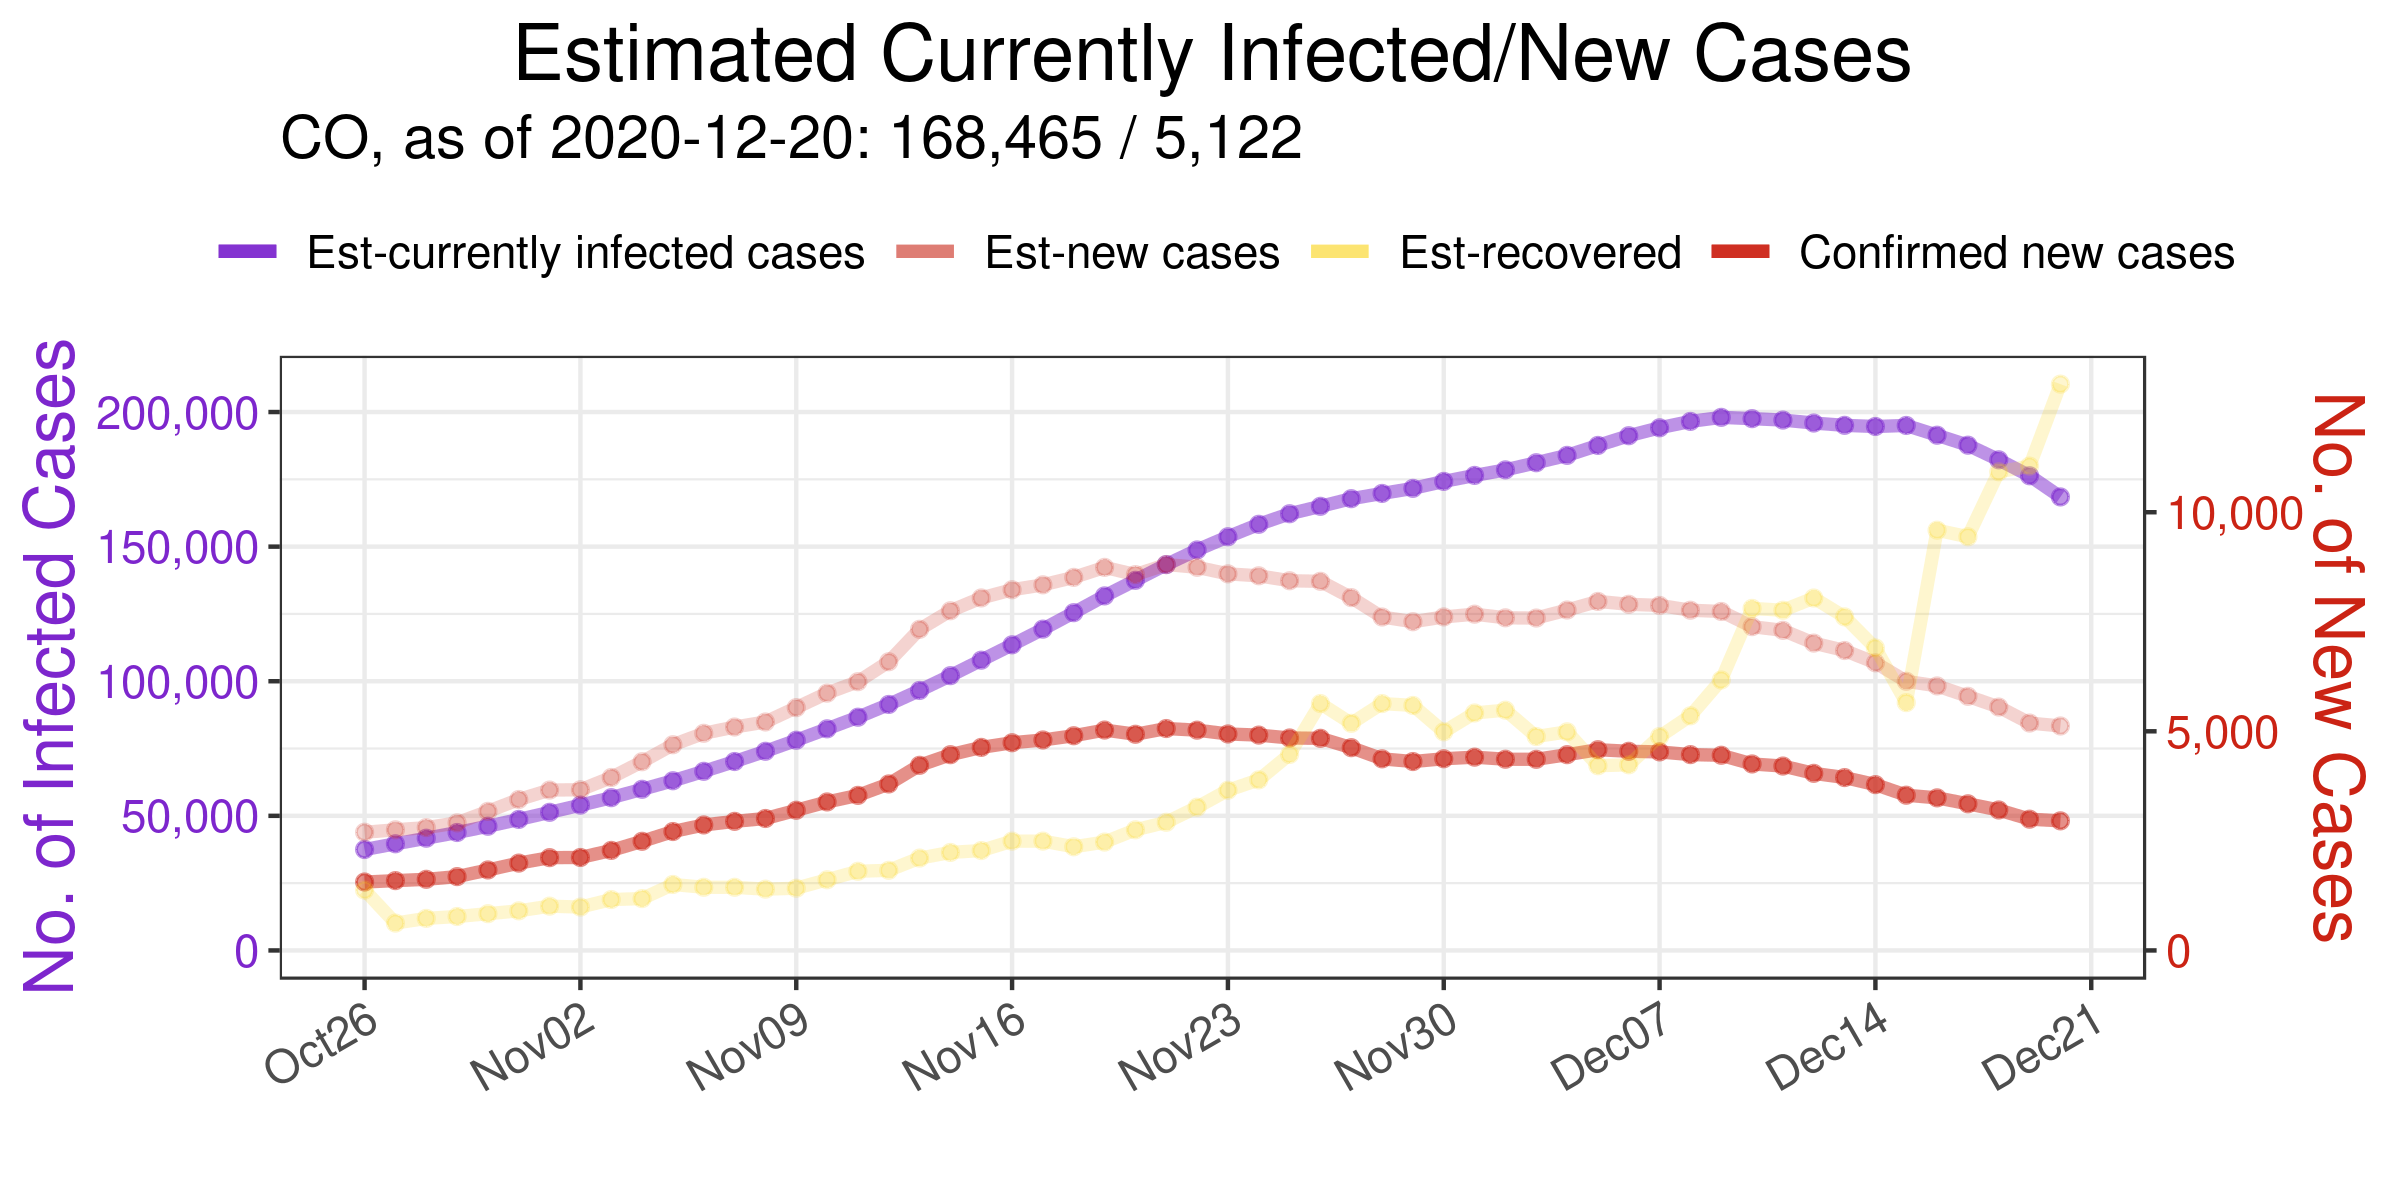 Estimated Currently Infected/New Cases
CO, as of 2020-12-20: 168,465 / 5,122
Est-currently infected cases Est-new cases Est-recovered Confirmed new cases
No. of Infected Cases
200,000
150,000
100,000
50,000
0
10,000
5,000
0
No. of New Cases
Oct26 Nov02 Nov09 Nov16 Nov23 Nov30 Dec07 Dec14 Dec21